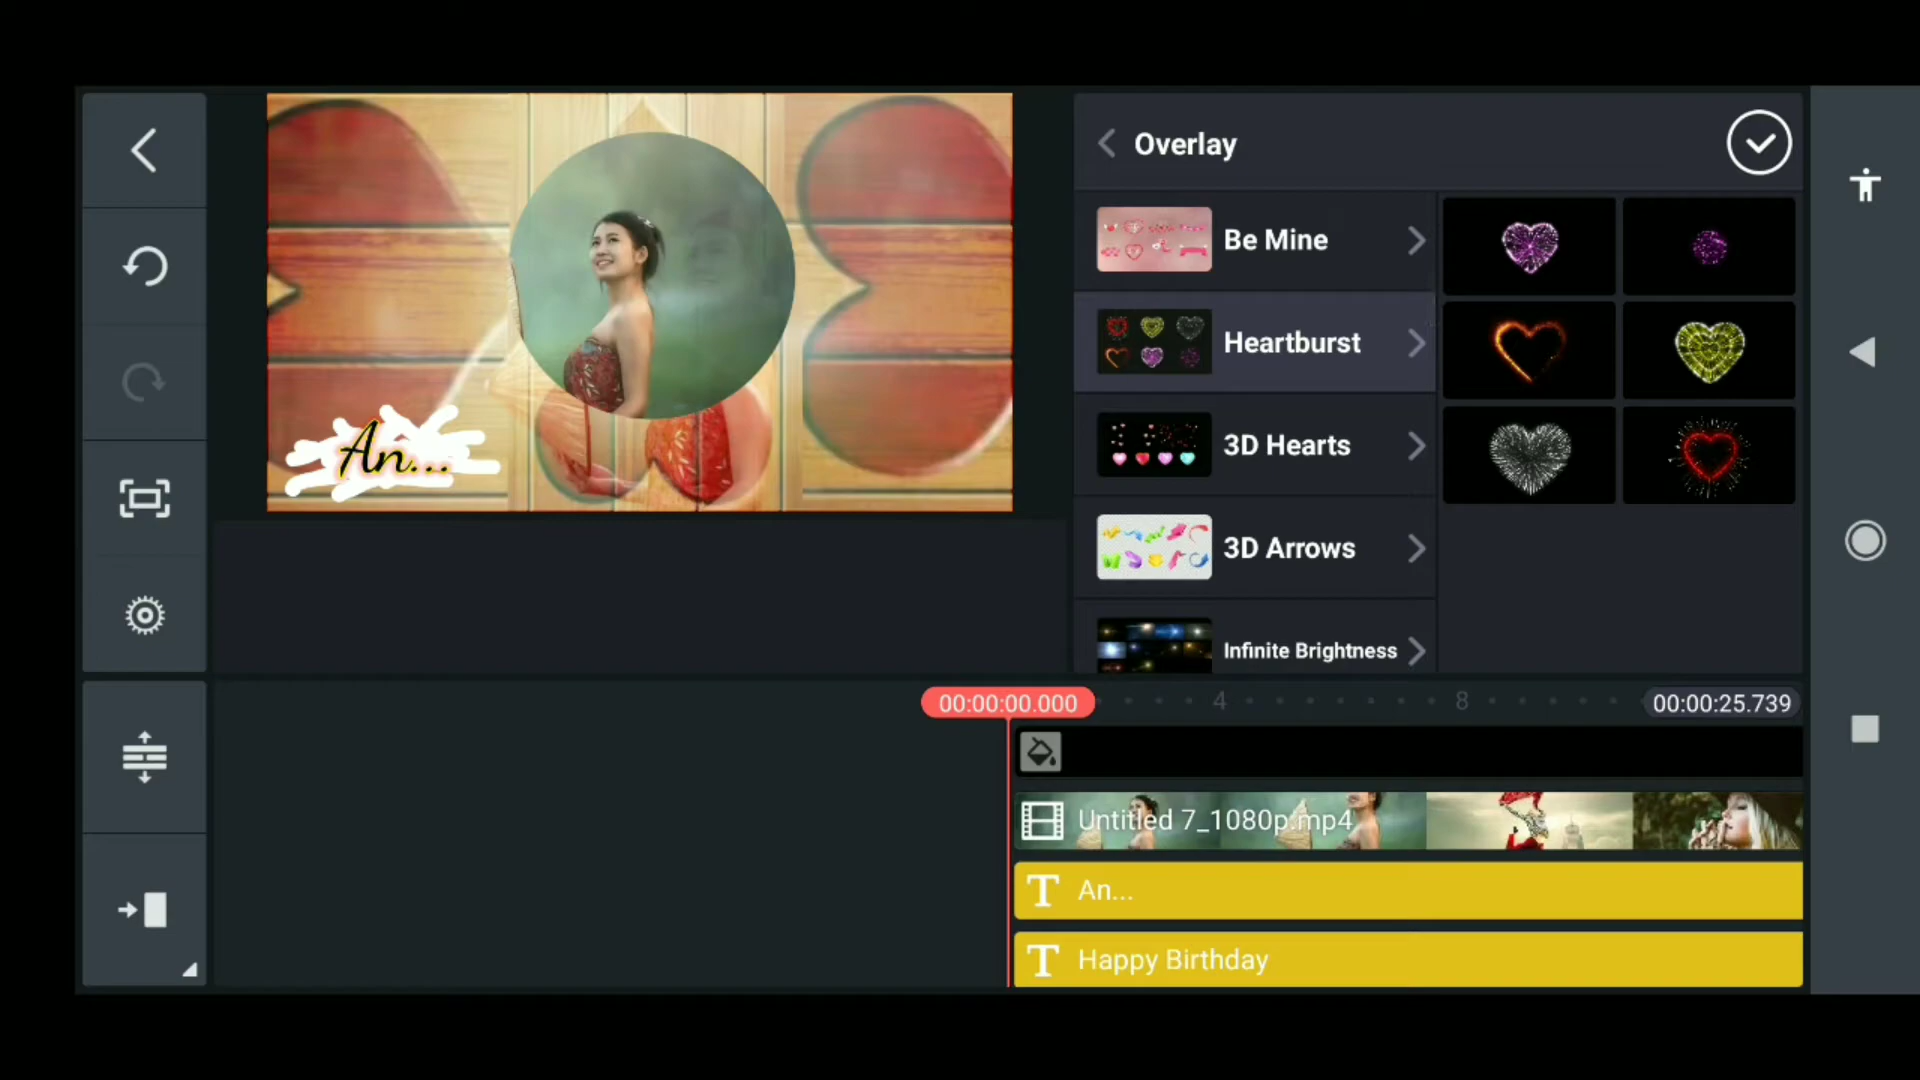 Overlay
Be Mine
Heartburst
3D Hearts
3D Arrows
Infinite Brightness
An...
00:00:00.000
4
8
00:00:25.739
Untitled 7_1080p.mp4
T An...
T Happy Birthday